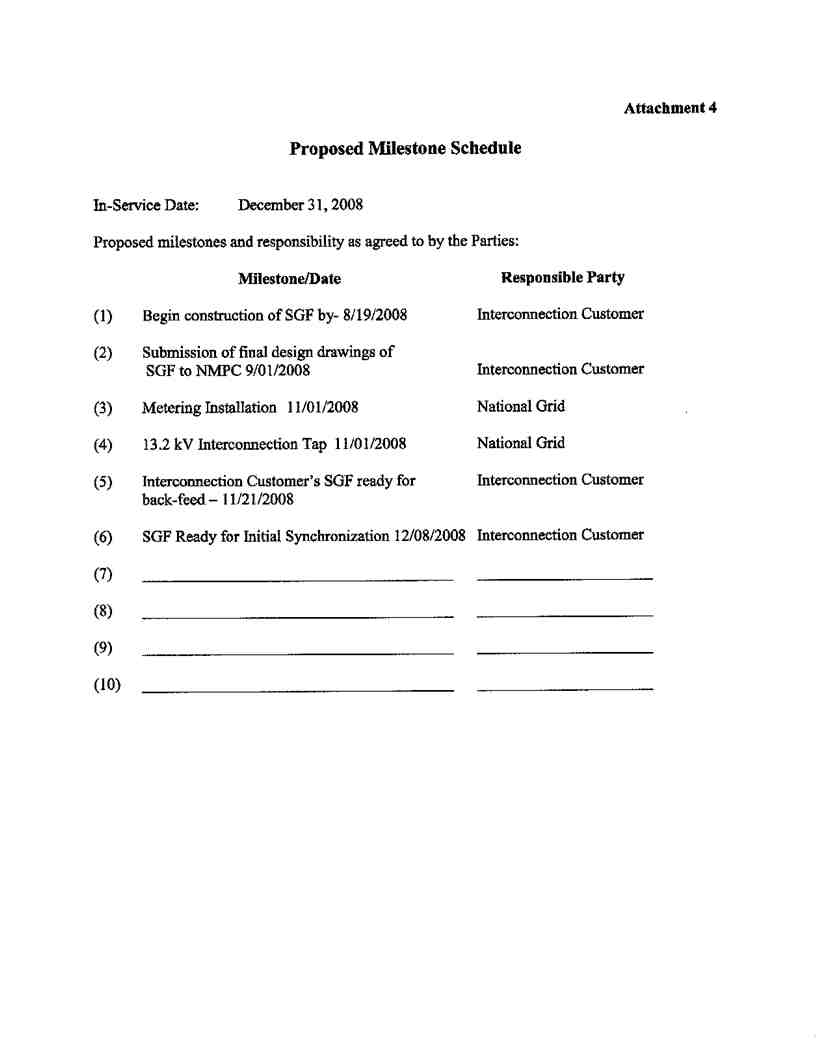 Attachment 4
Proposed Milestone Schedule
In-Service Date: December 31, 2008
Proposed milestones and responsibility as agreed to by the Parties:
Milestone/Date Responsible Party
(1) Begin construction of SGF by- 8/19/2008 Interconnection Customer
(2) Submission of final design drawings of
SGF to NMPC 9/01/2008 Interconnection Customer
(3) Metering Installation 11/01/2008 National Grid
(4) 13.2 kV Interconnection Tap 11/01/2008 National Grid
(5) Interconnection Customer's SGF ready for Interconnection Customer
back-feed – 11/21/2008
(6) SGF Ready for Initial Synchronization 12/08/2008 Interconnection Customer
(7)
(8)
(9)
(10)